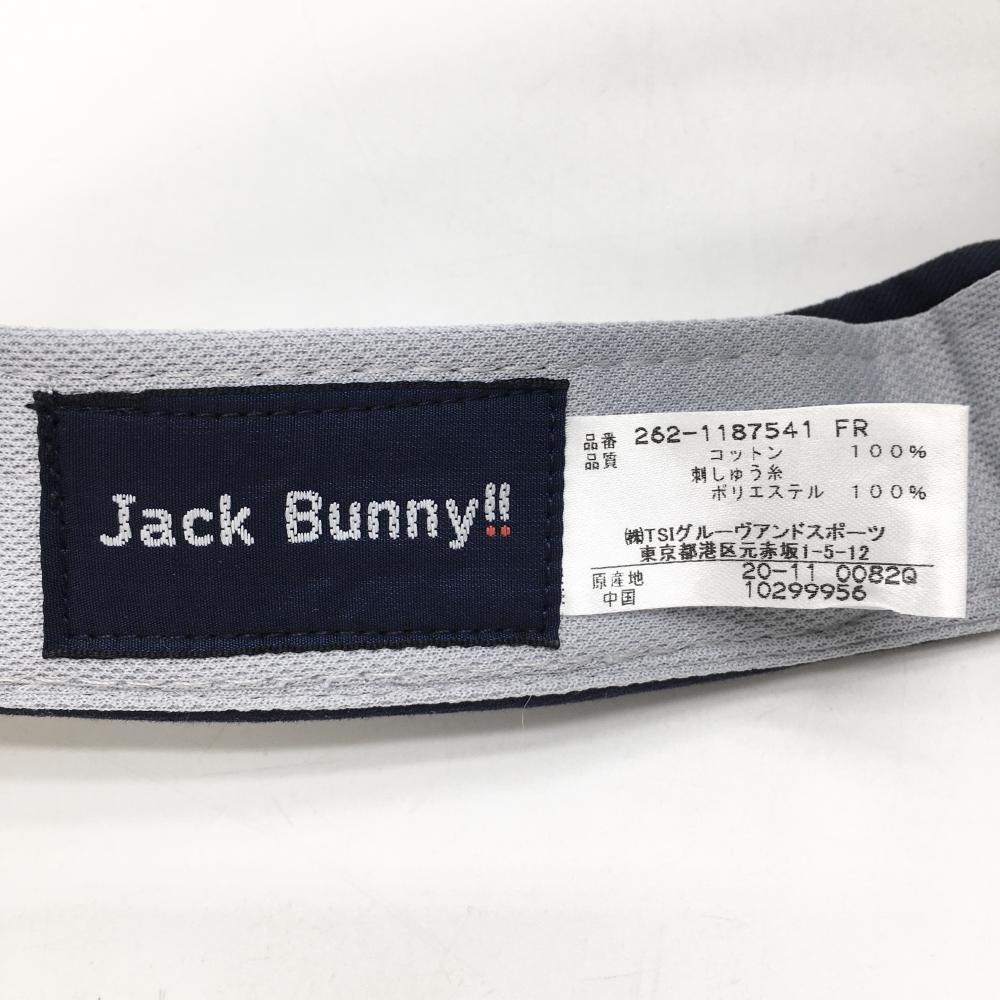 Jack Bunny!!
品番 262-1187541 FR
品質 コットン 100%
刺しゅう糸
ポリエステル 100%
㈱TSIグルーヴアンドスポーツ
東京都港区元赤坂1-5-12
原産地 20-11 0082Q
中国 10299956